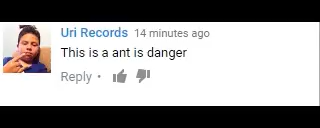 Uri Records 14 minutes ago
This is a ant is danger
Reply •